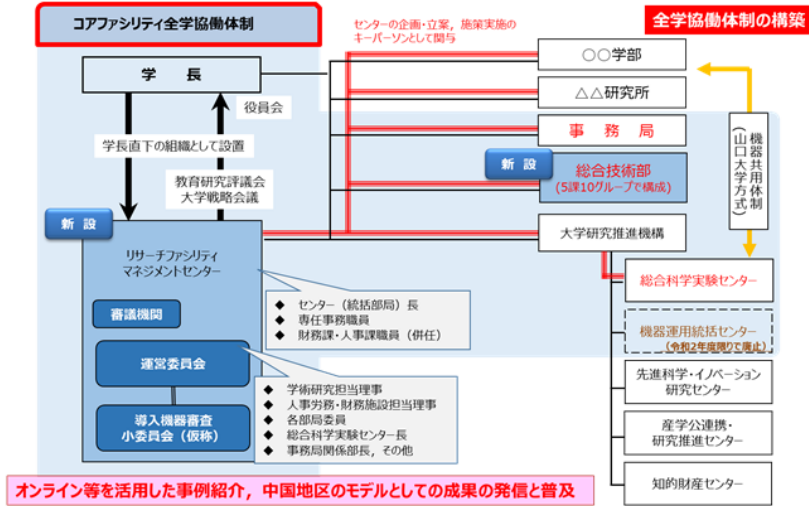 コアファシリティ全学協働体制
センターの企画・立案，施策実施の
キーパーソンとして関与
全学協働体制の構築
学　長
役員会
学長直下の組織として設置
教育研究評議会
大学戦略会議
新 設
リサーチファシリティ
マネジメントセンター
審議機関
運営委員会
導入機器審査
小委員会（仮称）
◆ センター（統括部局）長
◆ 専任事務職員
◆ 財務課・人事課職員（併任）
◆ 学術研究担当理事
◆ 人事労務・財務施設担当理事
◆ 各部局委員
◆ 総合科学実験センター長
◆ 事務局関係部長，その他
〇〇学部
△△研究所
事　務　局
新 設
総合技術部
(5課10グループで構成)
大学研究推進機構
機器共用体制
(山口大学方式)
総合科学実験センター
機器運用統括センター
(令和2年度限りで廃止)
先進科学・イノベーション
研究センター
産学公連携・
研究推進センター
知的財産センター
オンライン等を活用した事例紹介，中国地区のモデルとしての成果の発信と普及